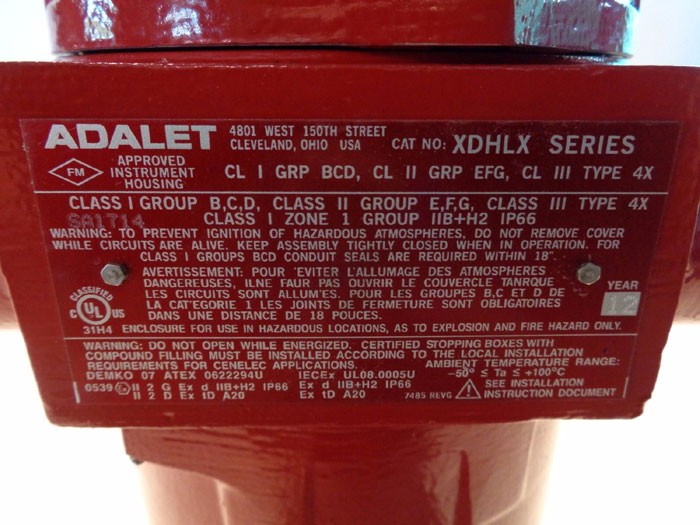 ADALET 4801 WEST 150TH STREET
CLEVELAND, OHIO USA CAT NO: XDHLX SERIES
FM APPROVED
INSTRUMENT
HOUSING
CL I GRP BCD, CL II GRP EFG, CL III TYPE 4X
CLASS I GROUP B,C,D, CLASS II GROUP E,F,G, CLASS III TYPE 4X
SA1714 CLASS I ZONE 1 GROUP IIB+H2 IP66
WARNING: TO PREVENT IGNITION OF HAZARDOUS ATMOSPHERES, DO NOT REMOVE COVER
WHILE CIRCUITS ARE ALIVE. KEEP ASSEMBLY TIGHTLY CLOSED WHEN IN OPERATION. FOR
CLASS I GROUPS BCD CONDUIT SEALS ARE REQUIRED WITHIN 18".
AVERTISSEMENT: POUR 'EVITER L'ALLUMAGE DES ATMOSPHERES
DANGEREUSES, ILNE FAUR PAS OUVRIR LE COUVERCLE TANRQUE
LES CIRCUITS SONT ALLUM'ES. POUR LES GROUPES B,C ET D DE
LA CAT'EGORIE 1 LES JOINTS DE FERMETURE SONT OBLIGATOIRES
DANS UNE DISTANCE DE 18 POUCES.
YEAR
12
CLASSIFIED
C UL US
31H4 ENCLOSURE FOR USE IN HAZARDOUS LOCATIONS, AS TO EXPLOSION AND FIRE HAZARD ONLY.
WARNING: DO NOT OPEN WHILE ENERGIZED. CERTIFIED STOPPING BOXES WITH
COMPOUND FILLING MUST BE INSTALLED ACCORDING TO THE LOCAL INSTALLATION
REQUIREMENTS FOR CENELEC APPLICATIONS. AMBIENT TEMPERATURE RANGE:
DEMKO 07 ATEX 0622294U IECEx UL08.0005U -50° ≤ Ta ≤ +100°C
0539 Ex II 2 G Ex d IIB+H2 IP66 Ex d IIB+H2 IP66
II 2 D Ex tD A20 Ex tD A20 7485 REVG
SEE INSTALLATION
INSTRUCTION DOCUMENT